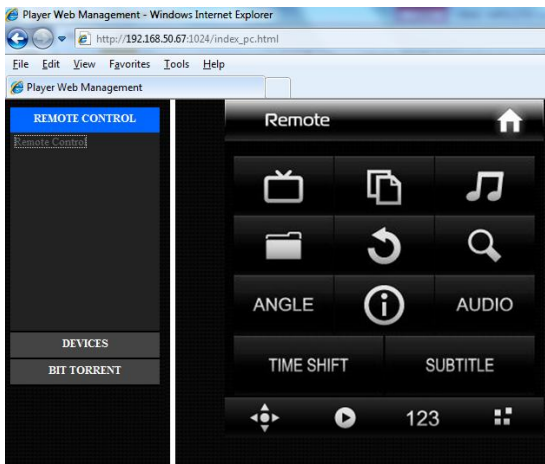 Player Web Management - Windows Internet Explorer
http://192.168.50.67:1024/index_pc.html
File Edit View Favorites Tools Help
Player Web Management
REMOTE CONTROL
Remote Control
DEVICES
BIT TORRENT
Remote
ANGLE
AUDIO
TIME SHIFT
SUBTITLE
123